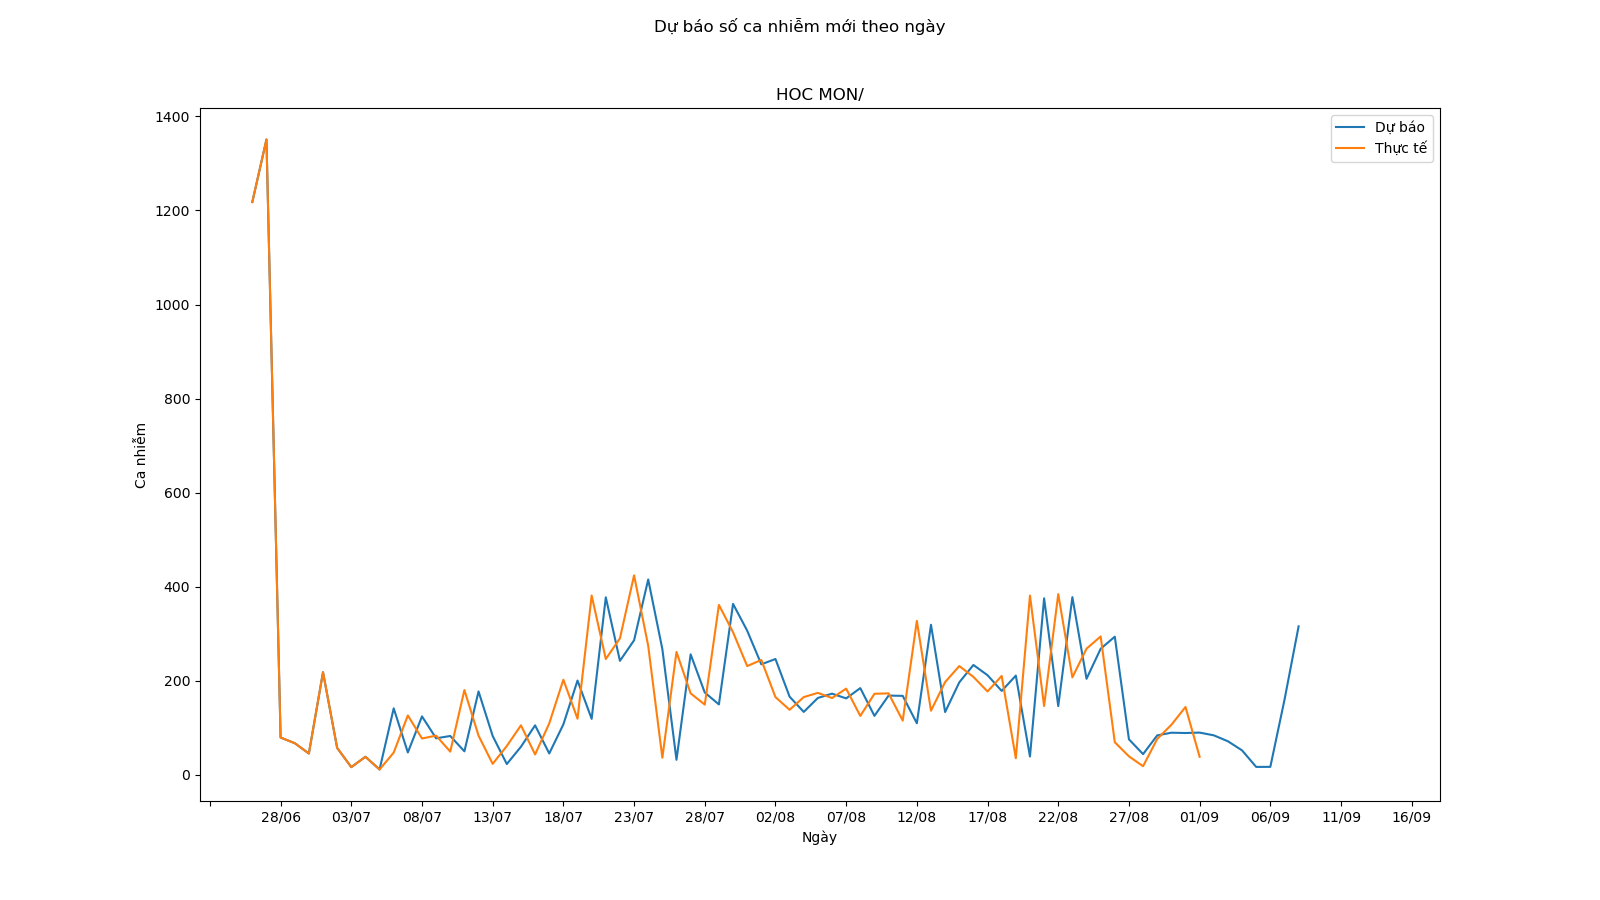 Dự báo số ca nhiễm mới theo ngày
HOC MON/
1400
1200
1000
800
600
400
200
0
Ca nhiễm
Dự báo
Thực tế
28/06 03/07 08/07 13/07 18/07 23/07 28/07 02/08 07/08 12/08 17/08 22/08 27/08 01/09 06/09 11/09 16/09
Ngày